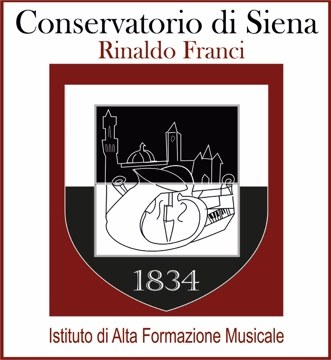 Conservatorio di Siena
Rinaldo Franci
1834
Istituto di Alta Formazione Musicale